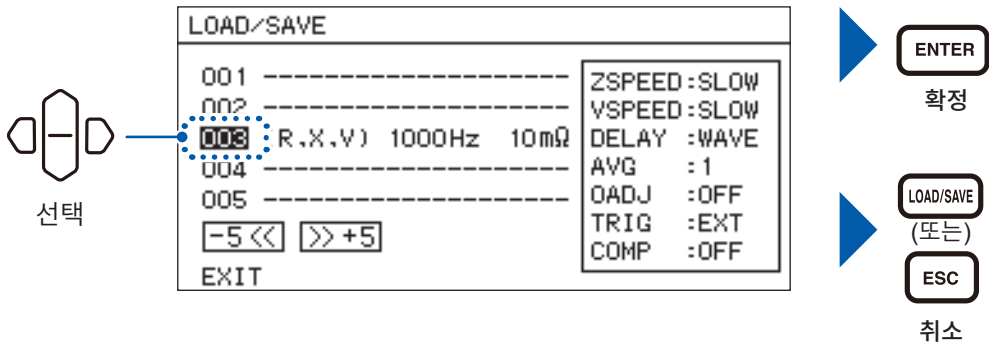 LOAD/SAVE
001 --------------------
002 --------------------
003 (R.X.V) 1000Hz 10mΩ
004 --------------------
005 --------------------
-5 << >> +5
EXIT
ZSPEED:SLOW
VSPEED:SLOW
DELAY :WAVE
AVG :1
OADJ :OFF
TRIG :EXT
COMP :OFF
선택
ENTER
확정
LOAD/SAVE
(또는)
ESC
취소